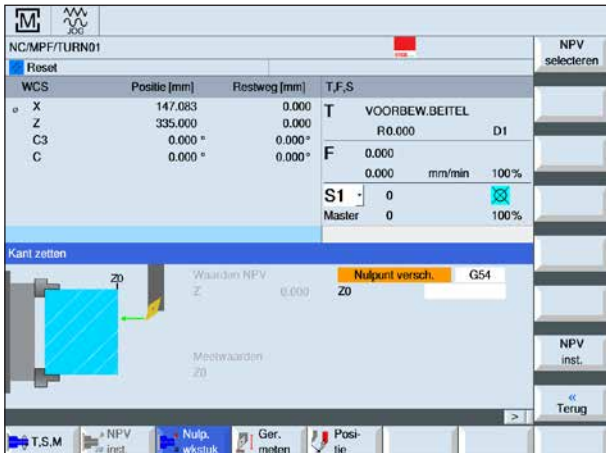 M
JOG
NC/MPF/TURN01
NPV selecteren
Reset
WCS Positie [mm] Restweg [mm] T,F,S
ø X 147.083 0.000
Z 335.000 0.000
C3 0.000 ° 0.000°
C 0.000 ° 0.000°
T VOORBEW.BEITEL
R0.000 D1
F 0.000
0.000 mm/min 100%
S1 0
Master 0 100%
Kant zetten
Z0
Waarden NPV
Z 0.000
Meetwaarden
Z0
Nulpunt versch. G54
Z0
NPV inst.
«
Terug
>
T,S,M
NPV inst.
Nulp. wkstuk
Ger. meten
Posi-
tie